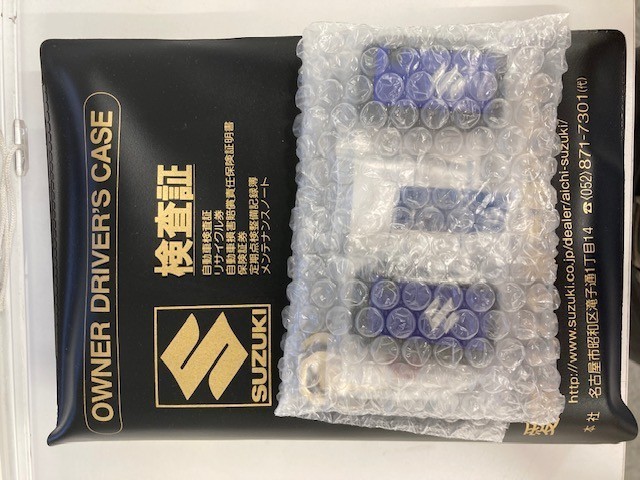 OWNER DRIVER'S CASE
検査証
自動車検査証
リサイクル券
自動車損害賠償責任保険証明書
保険証券
定期点検整備記録簿
メンテナンスノート
SUZUKI
http://www.suzuki.co.jp/dealer/aichi-suzuki/
本社 名古屋市昭和区滝子通1丁目14 ☎(052)871-7301(代)